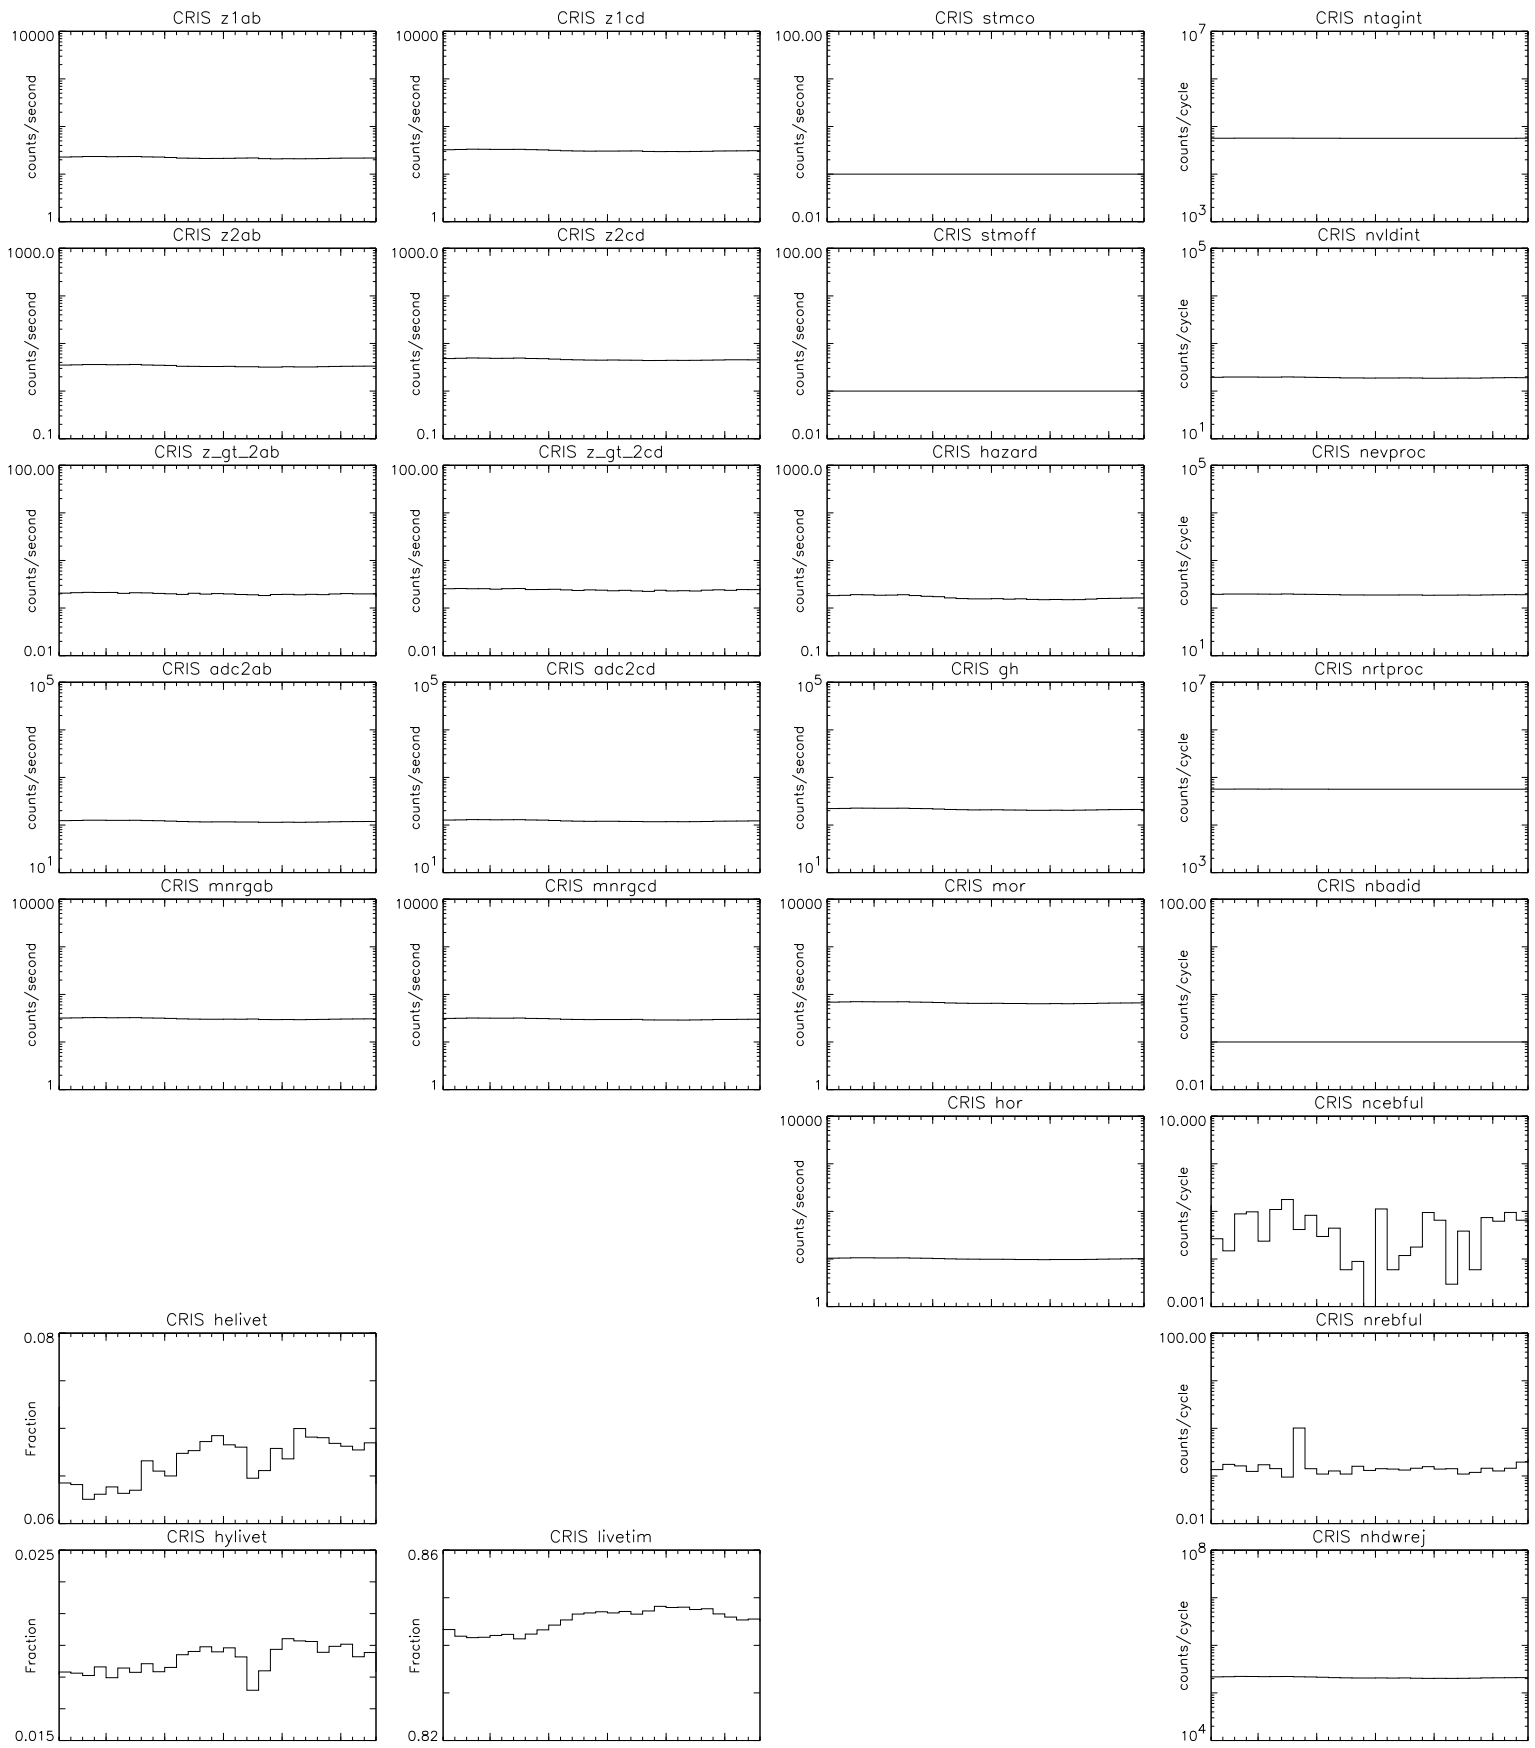 CRIS z1ab
10000
counts/second
1
CRIS z1cd
10000
counts/second
1
CRIS stmco
100.00
counts/second
0.01
CRIS ntagint
10^7
counts/cycle
10^3
CRIS z2ab
1000.0
counts/second
0.1
CRIS z2cd
1000.0
counts/second
0.1
CRIS stmoff
100.00
counts/second
0.01
CRIS nvldint
10^5
counts/cycle
10^1
CRIS z_gt_2ab
100.00
counts/second
0.01
CRIS z_gt_2cd
100.00
counts/second
0.01
CRIS hazard
1000.0
counts/second
0.1
CRIS nevproc
10^5
counts/cycle
10^1
CRIS adc2ab
10^5
counts/second
10^1
CRIS adc2cd
10^5
counts/second
10^1
CRIS gh
10^5
counts/second
10^1
CRIS nrtproc
10^7
counts/cycle
10^3
CRIS mnrgab
10000
counts/second
1
CRIS mnrgcd
10000
counts/second
1
CRIS mor
10000
counts/second
1
CRIS nbadid
100.00
counts/cycle
0.01
CRIS hor
10000
counts/second
1
CRIS ncebful
10.000
counts/cycle
0.001
CRIS helivet
0.08
Fraction
0.06
CRIS nrebful
100.00
counts/cycle
0.01
CRIS hylivet
0.025
Fraction
0.015
CRIS livetim
0.86
Fraction
0.82
CRIS nhdwrej
10^8
counts/cycle
10^4